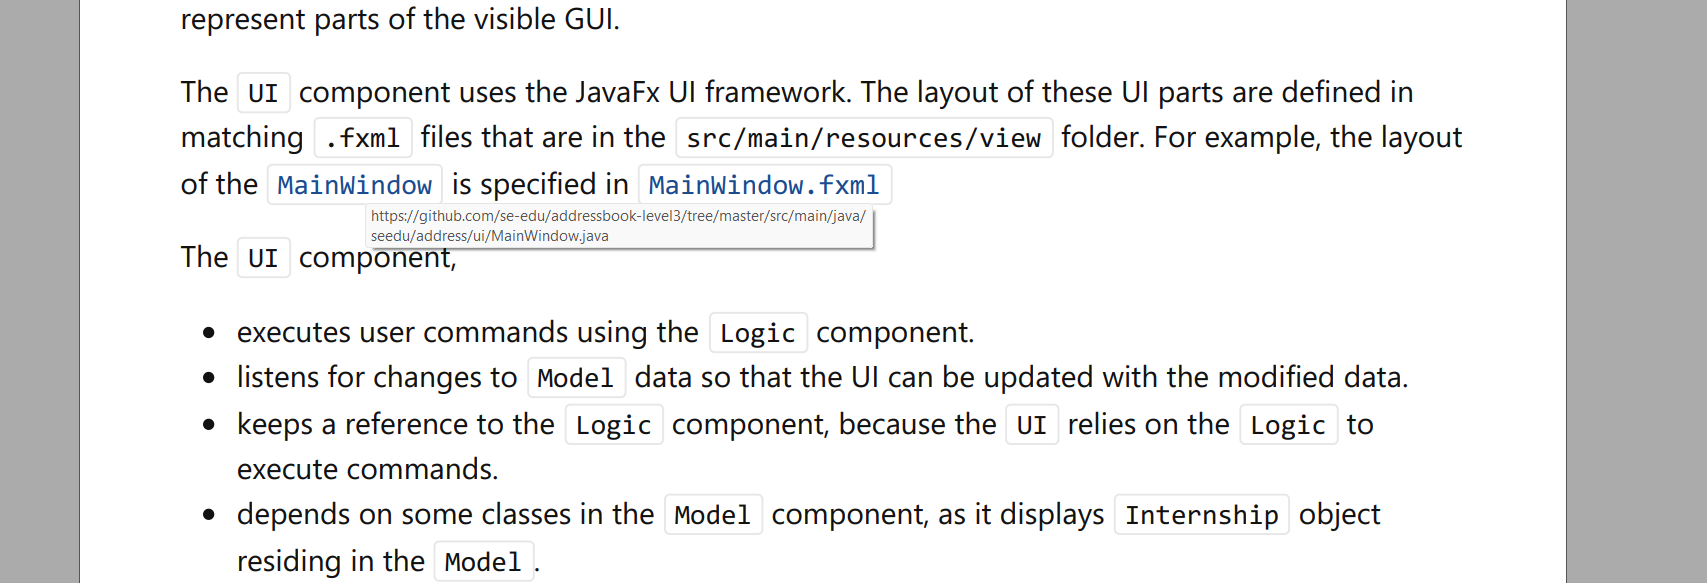 represent parts of the visible GUI.
The UI component uses the JavaFx UI framework. The layout of these UI parts are defined in
matching .fxml files that are in the src/main/resources/view folder. For example, the layout
of the MainWindow is specified in MainWindow.fxml
https://github.com/se-edu/addressbook-level3/tree/master/src/main/java/
seedu/address/ui/MainWindow.java
The UI component,
• executes user commands using the Logic component.
• listens for changes to Model data so that the UI can be updated with the modified data.
• keeps a reference to the Logic component, because the UI relies on the Logic to
execute commands.
• depends on some classes in the Model component, as it displays Internship object
residing in the Model.